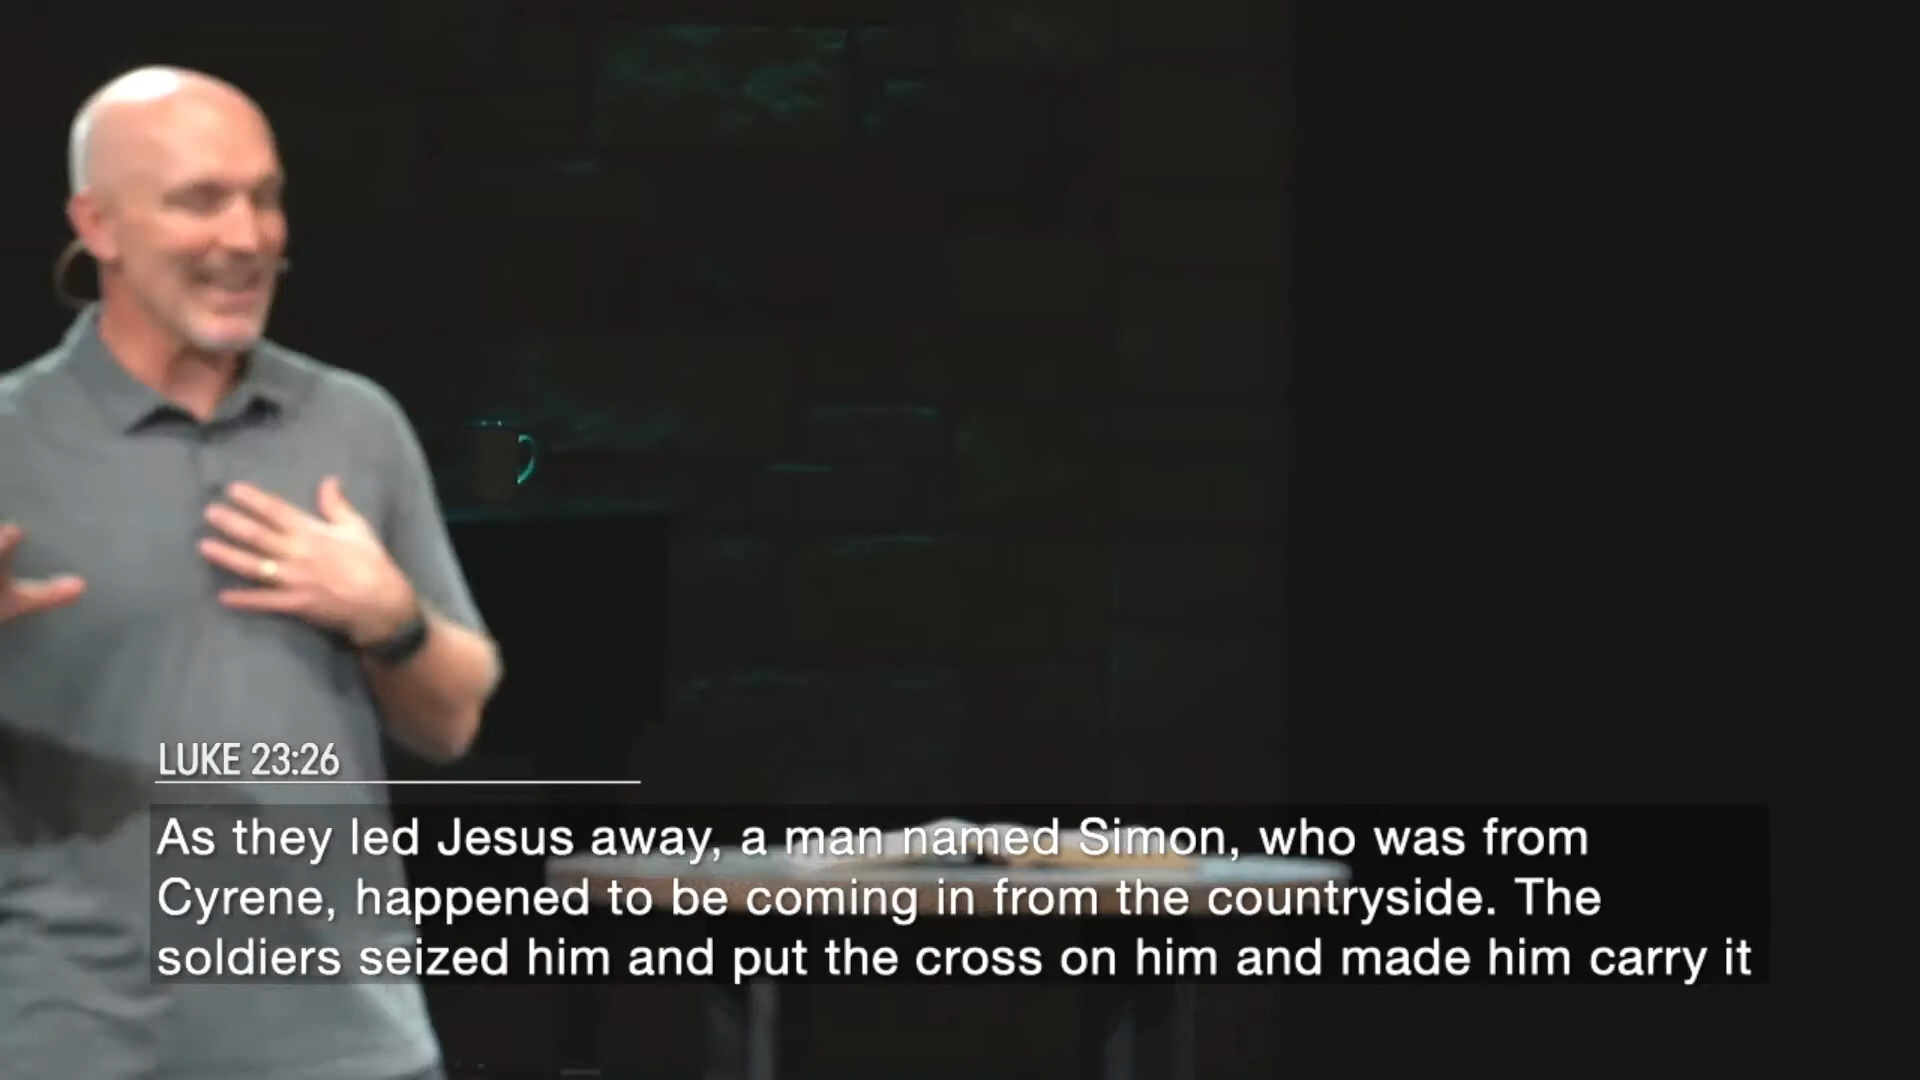 LUKE 23:26
As they led Jesus away, a man named Simon, who was from
Cyrene, happened to be coming in from the countryside. The
soldiers seized him and put the cross on him and made him carry it